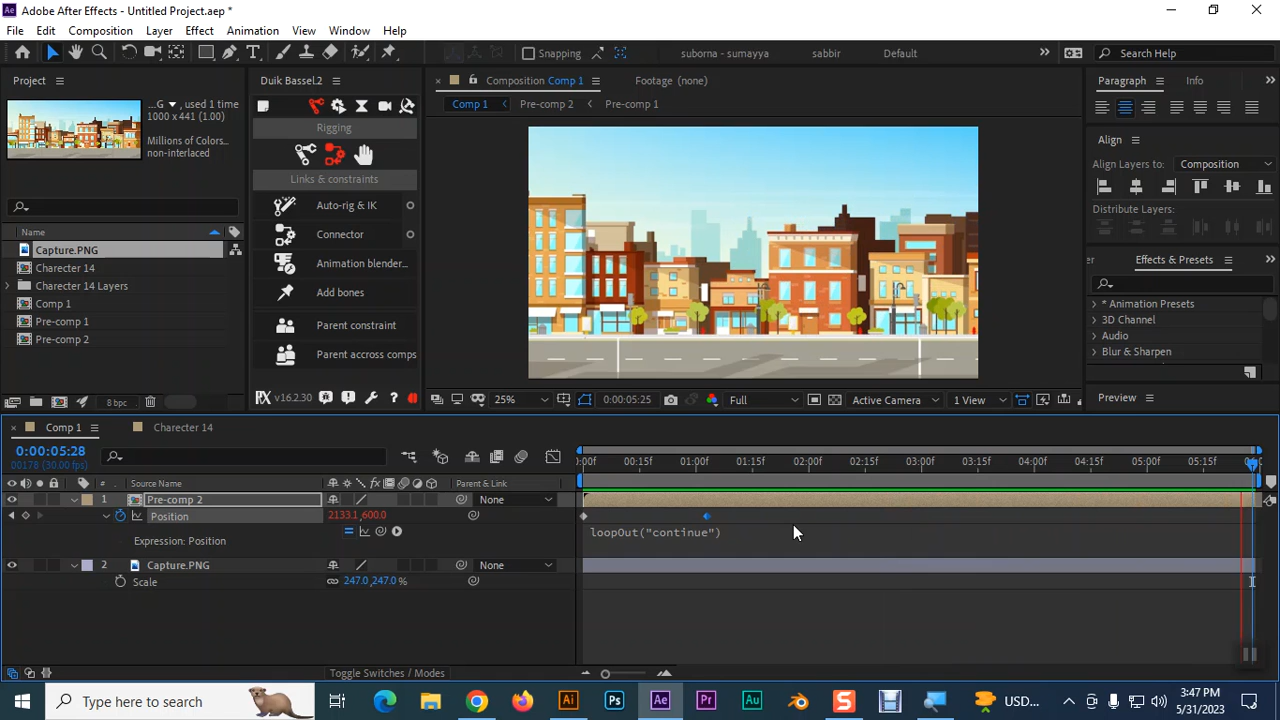 Adobe After Effects - Untitled Project.aep *
File Edit Composition Layer Effect Animation View Window Help
Snapping suborna - sumayya sabbir Default Search Help
Project
...G ▼, used 1 time
1000 x 441 (1.00)
Millions of Colors...
non-interlaced
Name
Capture.PNG
Charecter 14
Charecter 14 Layers
Comp 1
Pre-comp 1
Pre-comp 2
8 bpc
Duik Bassel.2
Rigging
Links & constraints
Auto-rig & IK
Connector
Animation blender...
Add bones
Parent constraint
Parent accross comps
v16.2.30
Composition Comp 1 Footage (none)
Comp 1 Pre-comp 2 Pre-comp 1
25% 0:00:05:25 Full Active Camera 1 View
Paragraph Info
Align
Align Layers to: Composition
Distribute Layers:
er Effects & Presets
* Animation Presets
3D Channel
Audio
Blur & Sharpen
Preview
Comp 1 Charecter 14
0:00:05:28
00178 (30.00 fps)
# Source Name Parent & Link
1 Pre-comp 2 None
Position 2133.1,600.0
Expression: Position
2 Capture.PNG None
Scale 247.0,247.0 %
:00f 00:15f 01:00f 01:15f 02:00f 02:15f 03:00f 03:15f 04:00f 04:15f 05:00f 05:15f
loopOut("continue")
Toggle Switches / Modes
Type here to search
USD...
3:47 PM
5/31/2023